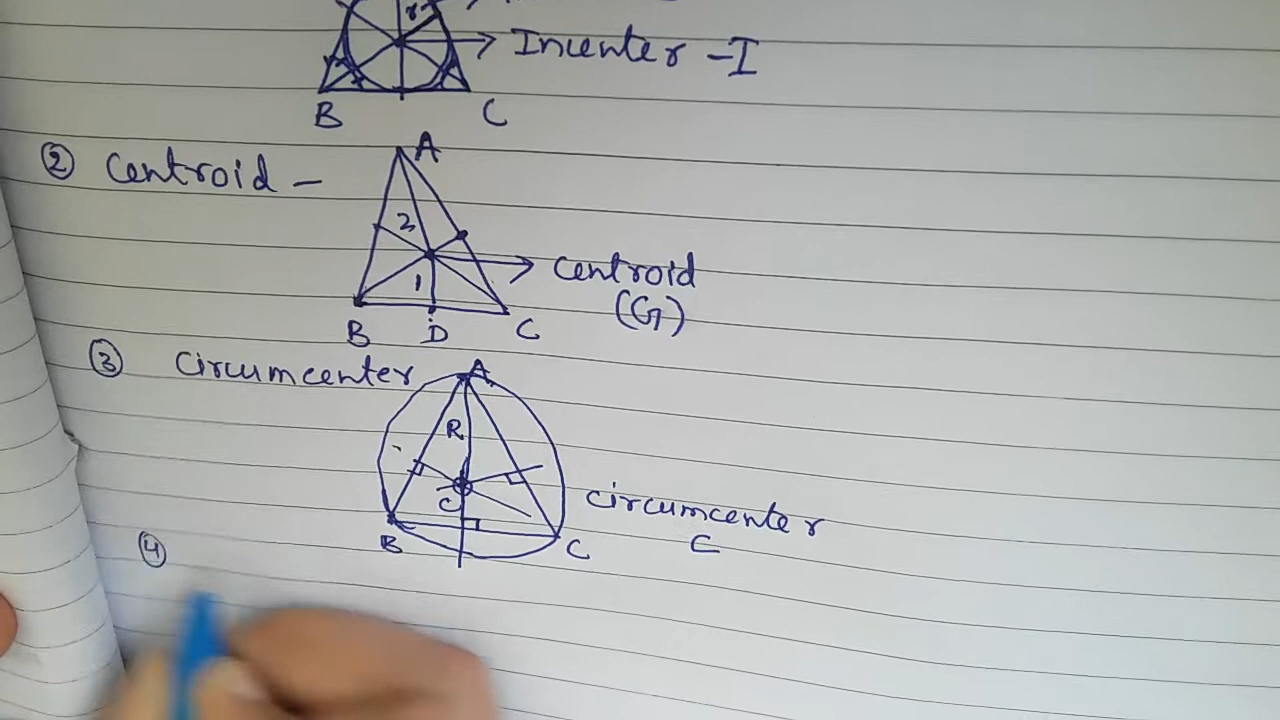 r
Incenter - I
B C
② Centroid -
A
2
1
centroid
(G)
B D C
③ Circumcenter
A
R
C
circumcenter
C
B C
④